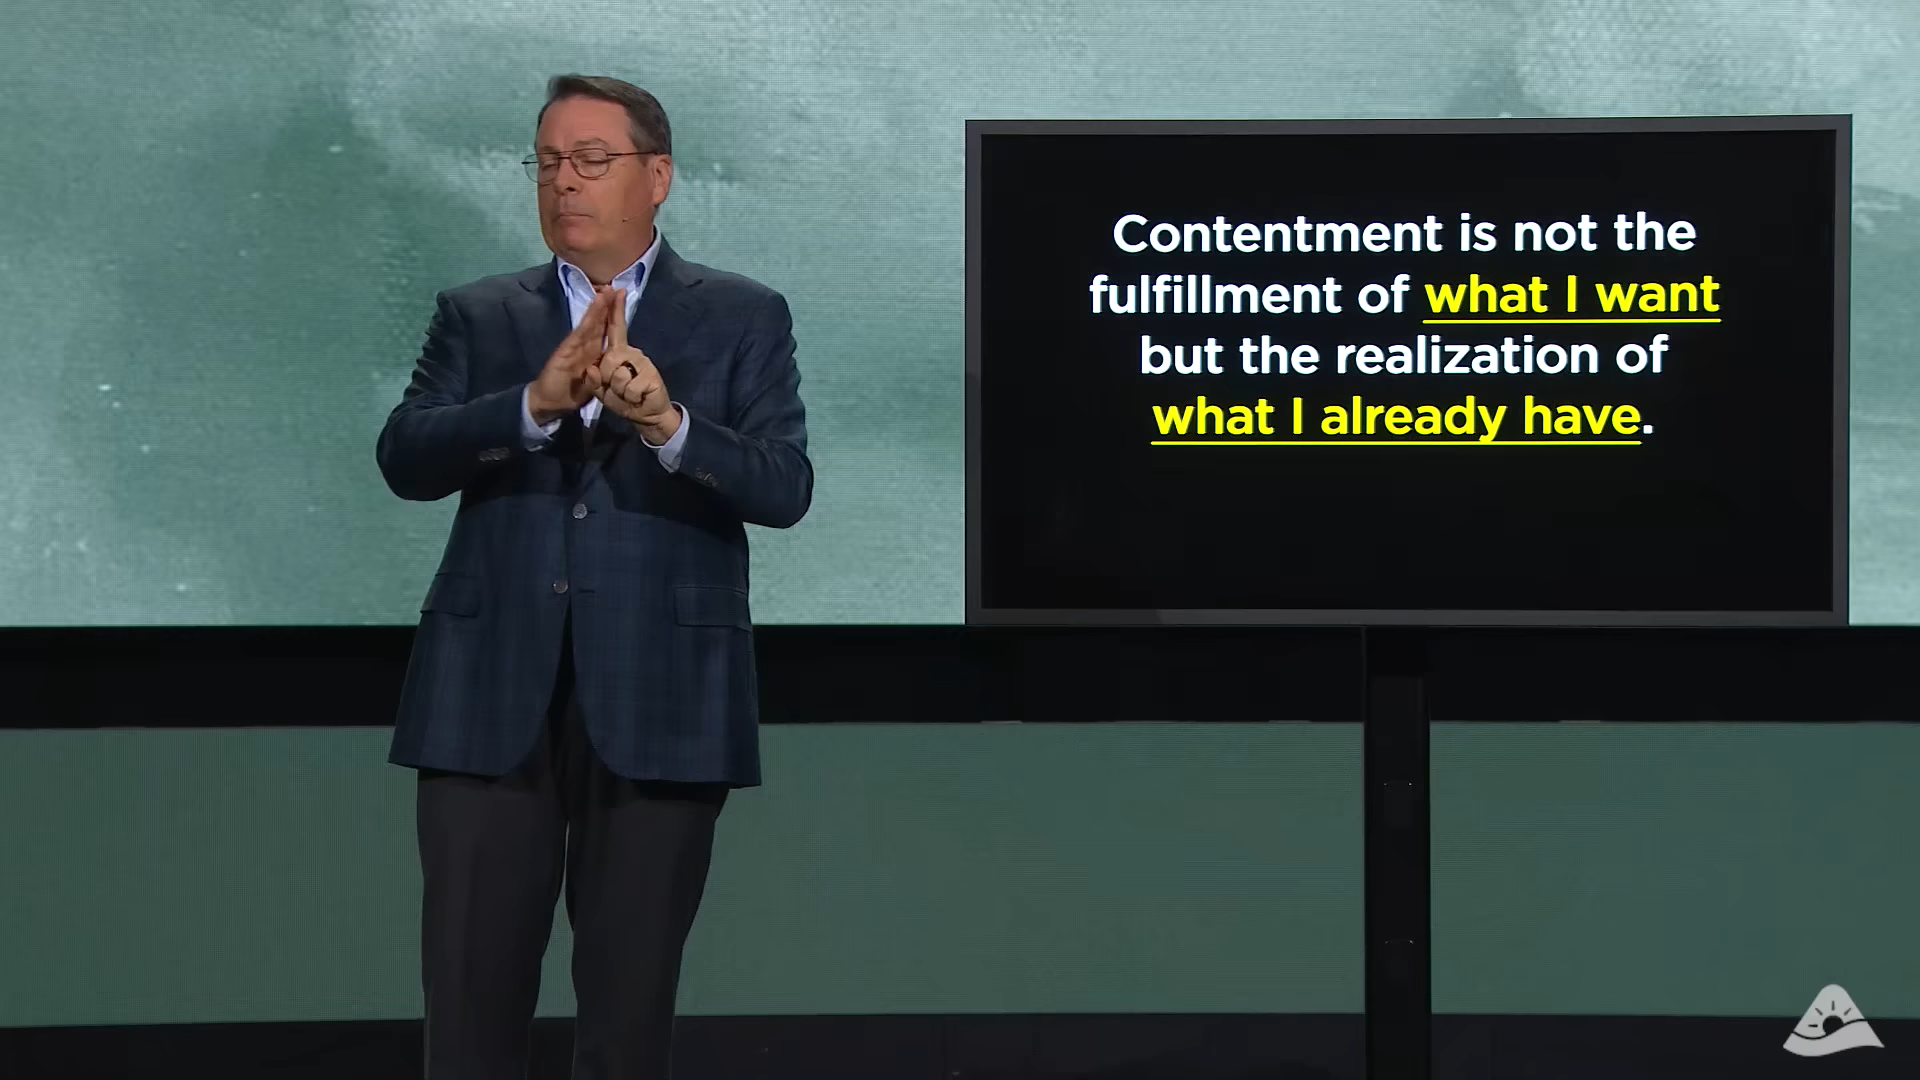 Contentment is not the
fulfillment of what I want
but the realization of
what I already have.